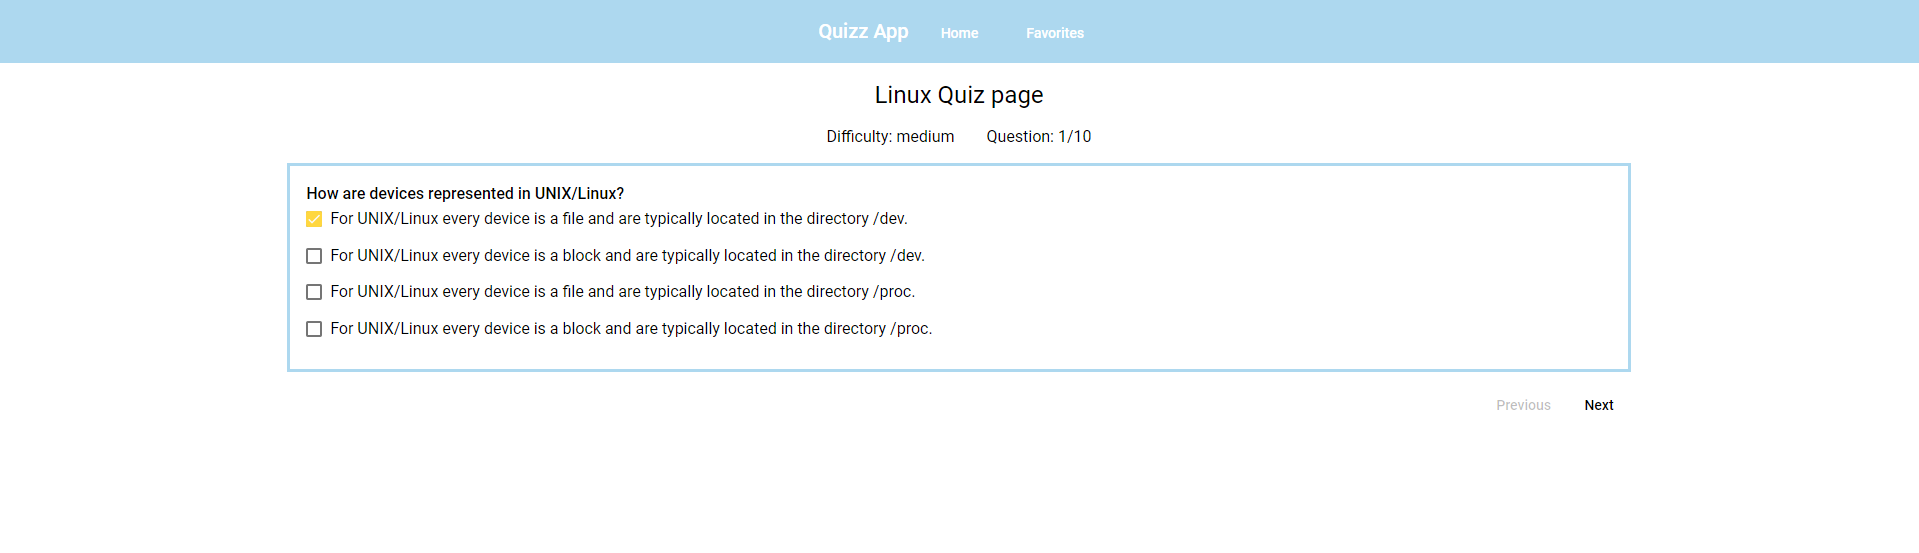 Quizz App Home Favorites
Linux Quiz page
Difficulty: medium Question: 1/10
How are devices represented in UNIX/Linux?
For UNIX/Linux every device is a file and are typically located in the directory /dev.
For UNIX/Linux every device is a block and are typically located in the directory /dev.
For UNIX/Linux every device is a file and are typically located in the directory /proc.
For UNIX/Linux every device is a block and are typically located in the directory /proc.
Previous Next